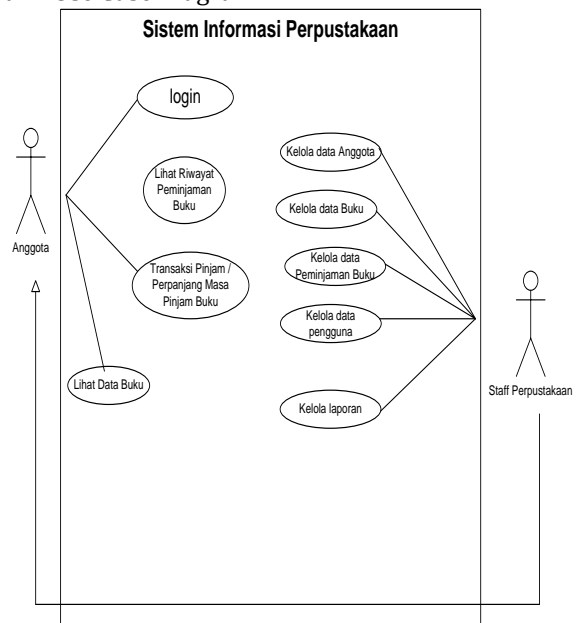 Sistem Informasi Perpustakaan
login
Lihat Riwayat
Peminjaman
Buku
Transaksi Pinjam /
Perpanjang Masa
Pinjam Buku
Lihat Data Buku
Anggota
Kelola data Anggota
Kelola data Buku
Kelola data
Peminjaman Buku
Kelola data
pengguna
Kelola laporan
Staff Perpustakaan